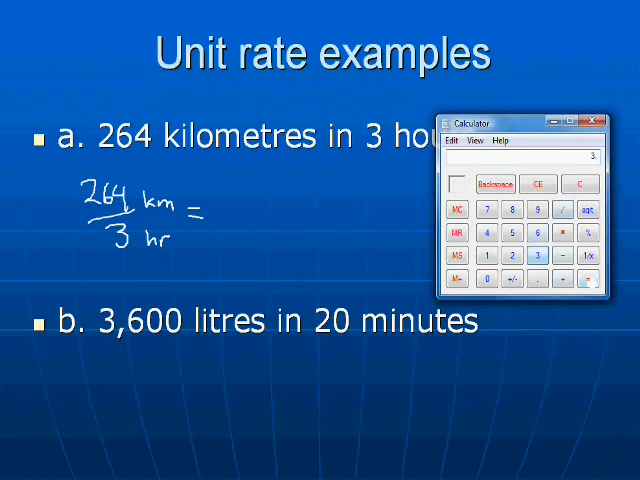 Unit rate examples
a. 264 kilometres in 3 hou
264 km =
3 hr
b. 3,600 litres in 20 minutes
Calculator
Edit View Help
3.
Backspace CE C
MC 7 8 9 / sqrt
MR 4 5 6 * %
MS 1 2 3 - 1/x
M+ 0 +/- . + =